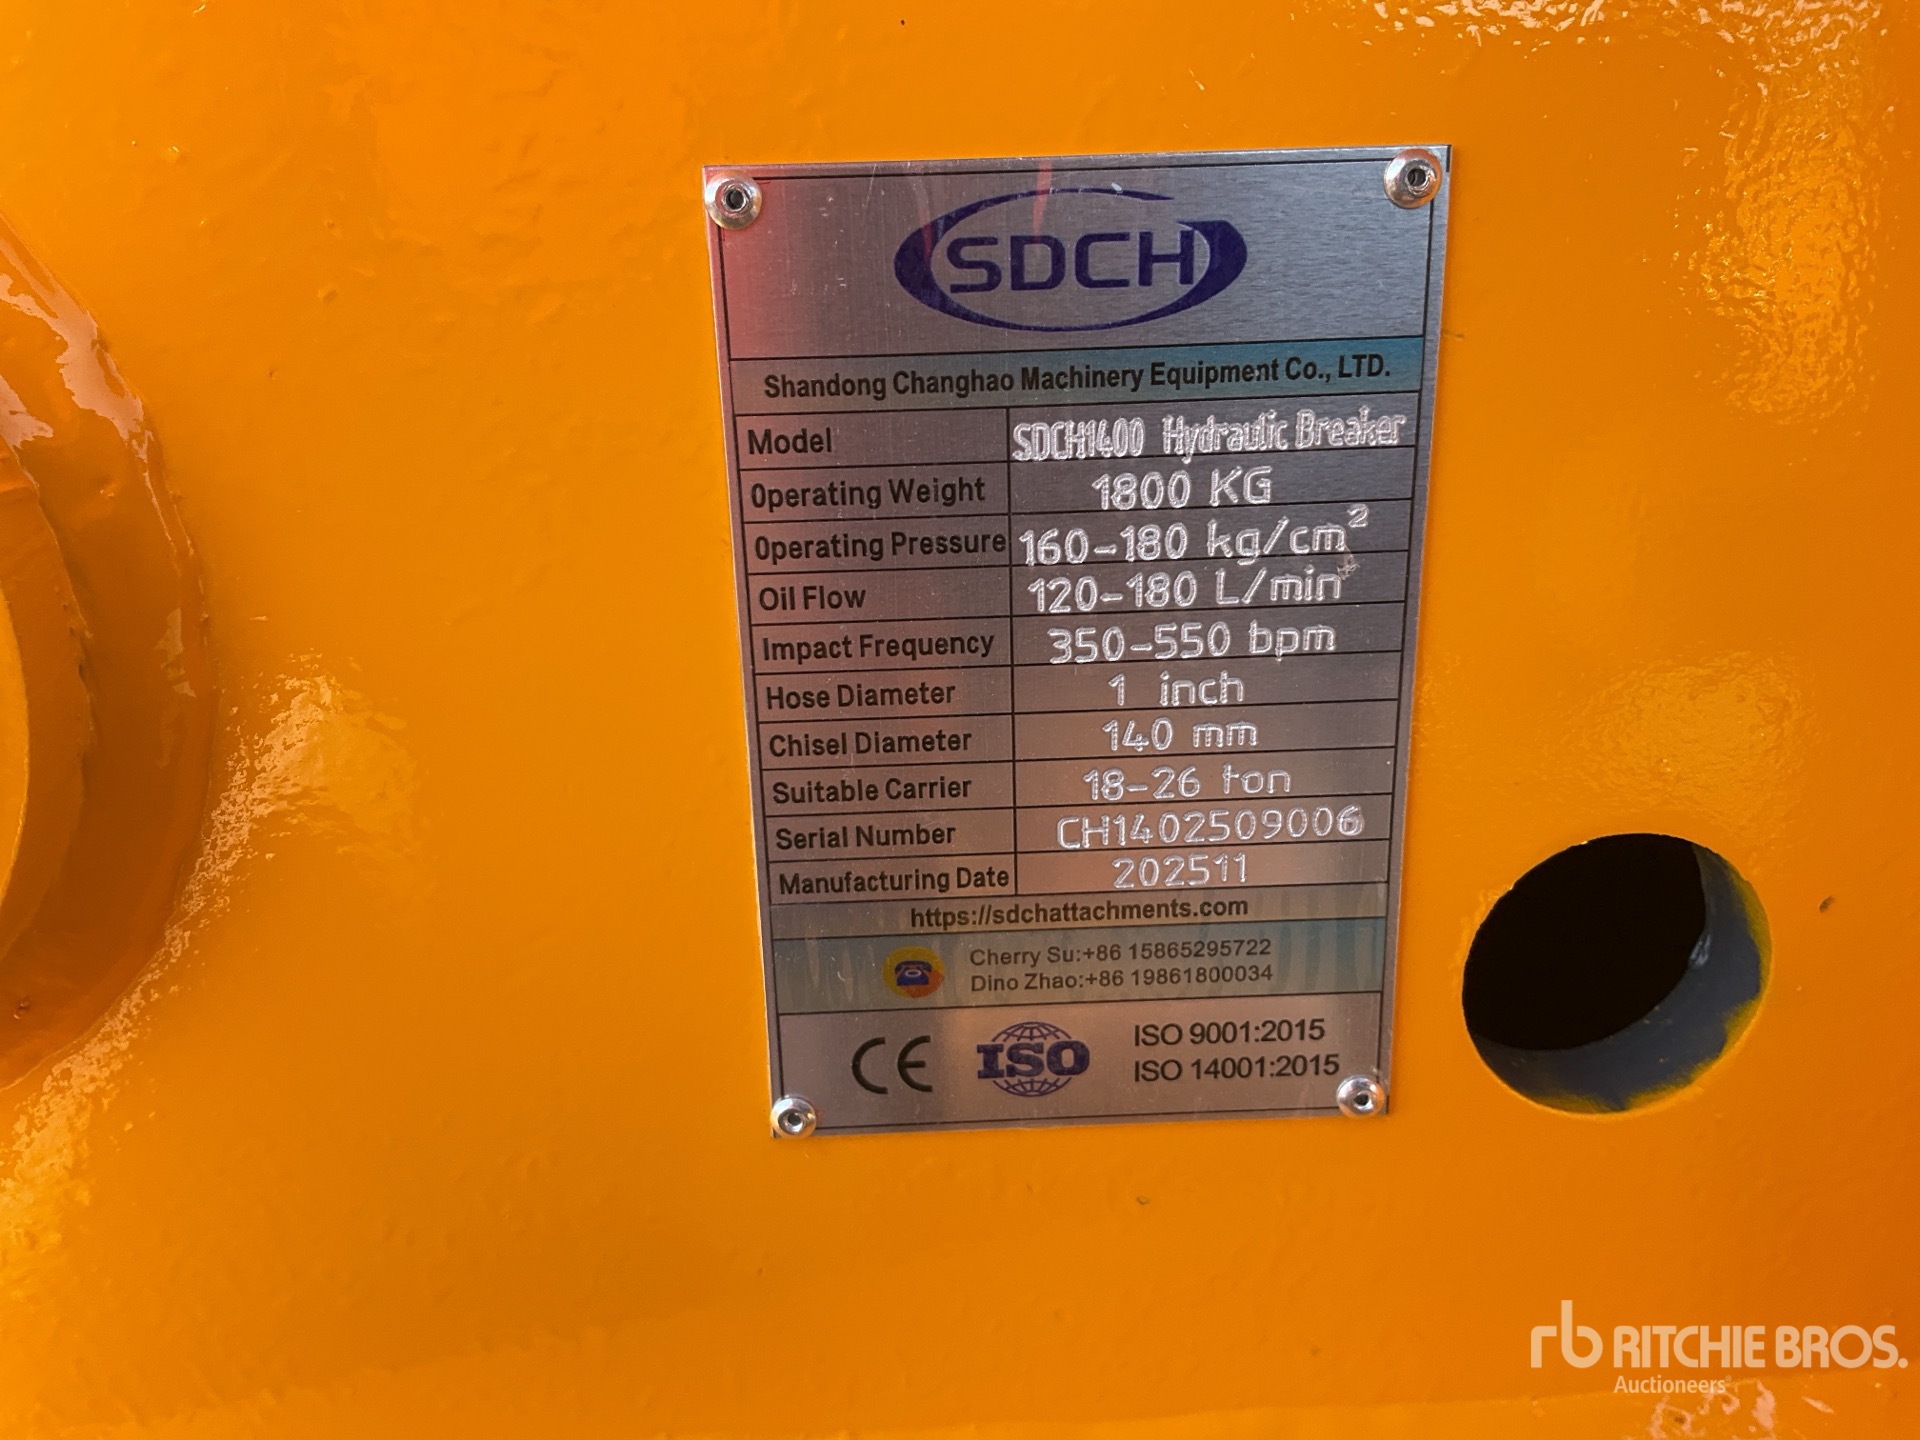 SDCH
Shandong Changhao Machinery Equipment Co., LTD.
Model SDCH1400 Hydraulic Breaker
Operating Weight 1800 KG
Operating Pressure 160-180 kg/cm²
Oil Flow 120-180 L/min
Impact Frequency 350-550 bpm
Hose Diameter 1 inch
Chisel Diameter 140 mm
Suitable Carrier 18-26 ton
Serial Number CH1402509006
Manufacturing Date 202511
https://sdchattachments.com
Cherry Su:+86 15865295722
Dino Zhao:+86 19861800034
CE ISO ISO 9001:2015
ISO 14001:2015
rb RITCHIE BROS.
Auctioneers